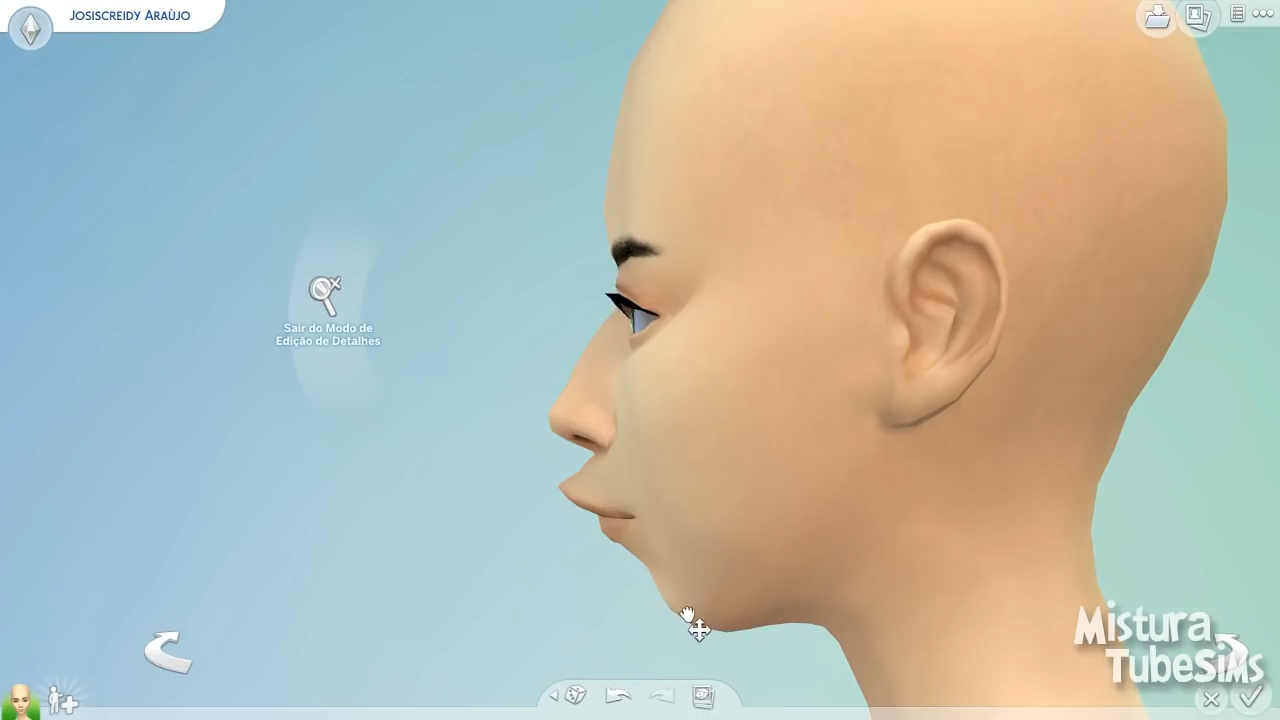 Josiscreidy Araújo
Sair do Modo de
Edição de Detalhes
Mistura
TubeSims